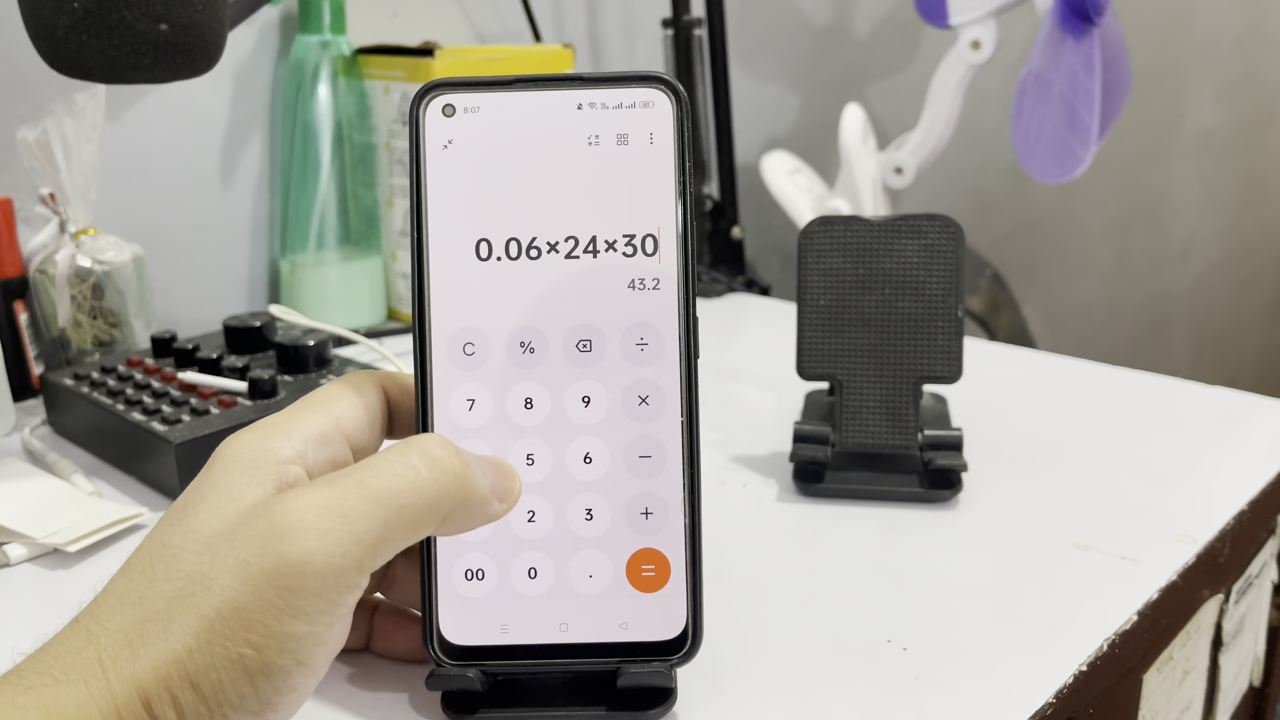 8:07
0.06×24×30
43.2
C % ÷
7 8 9 ×
5 6 −
2 3 +
00 0 . =